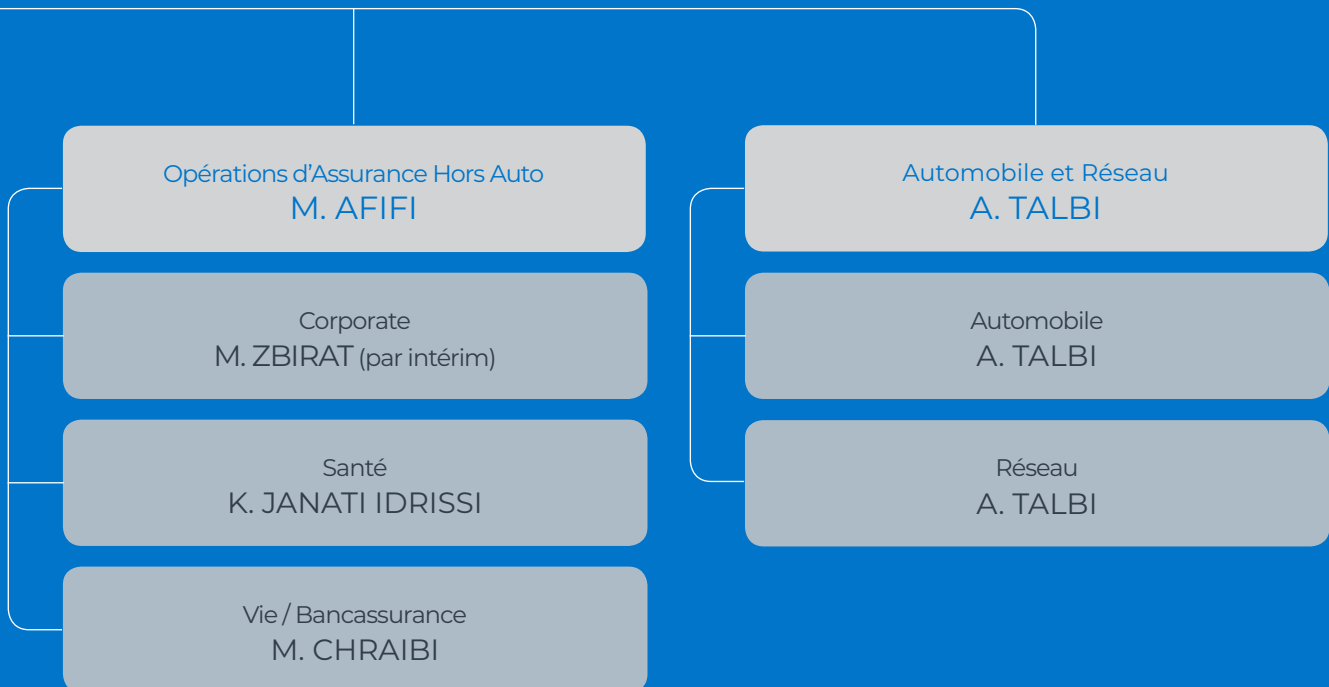 Opérations d'Assurance Hors Auto
M. AFIFI
Corporate
M. ZBIRAT (par intérim)
Santé
K. JANATI IDRISSI
Vie / Bancassurance
M. CHRAIBI
Automobile et Réseau
A. TALBI
Automobile
A. TALBI
Réseau
A. TALBI